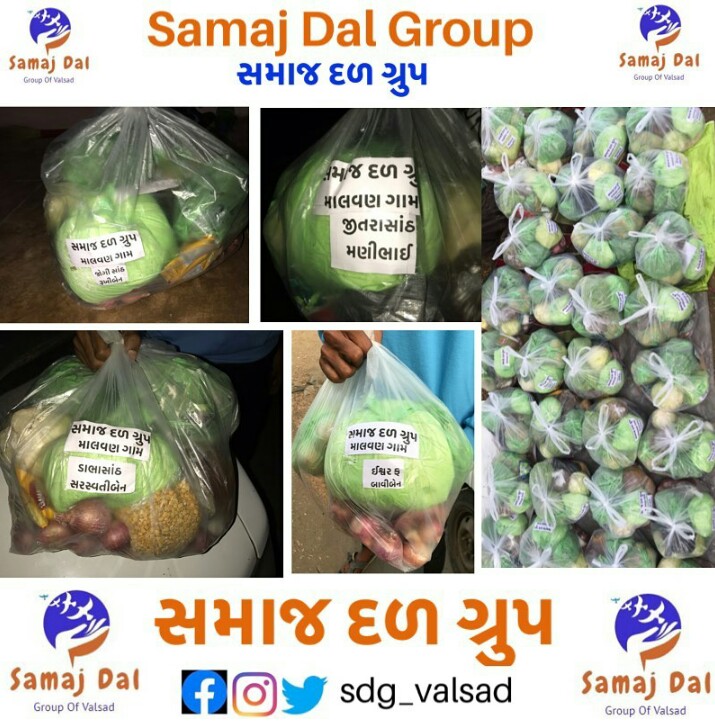 Samaj Dal
Group Of Valsad
Samaj Dal Group
સમાજ દળ ગ્રુપ
Samaj Dal
Group Of Valsad
સમાજ દળ ગ્રુપ
માલવણ ગામ
જોગી સાંઠ
રૂખીબેન
સમાજ દળ ગ્રુ
માલવણ ગામ
જીતરાસાંઠ
મણીભાઈ
સમાજ દળ ગ્રુપ
માલવણ ગામ
ડાભાસાંઠ
સરસ્વતીબેન
સમાજ દળ ગ્રુપ
માલવણ ગામ
ઈશ્વર ફ
બાવીબેન
સમાજ દળ ગ્રુપ
Samaj Dal
Group Of Valsad
sdg_valsad
Samaj Dal
Group Of Valsad